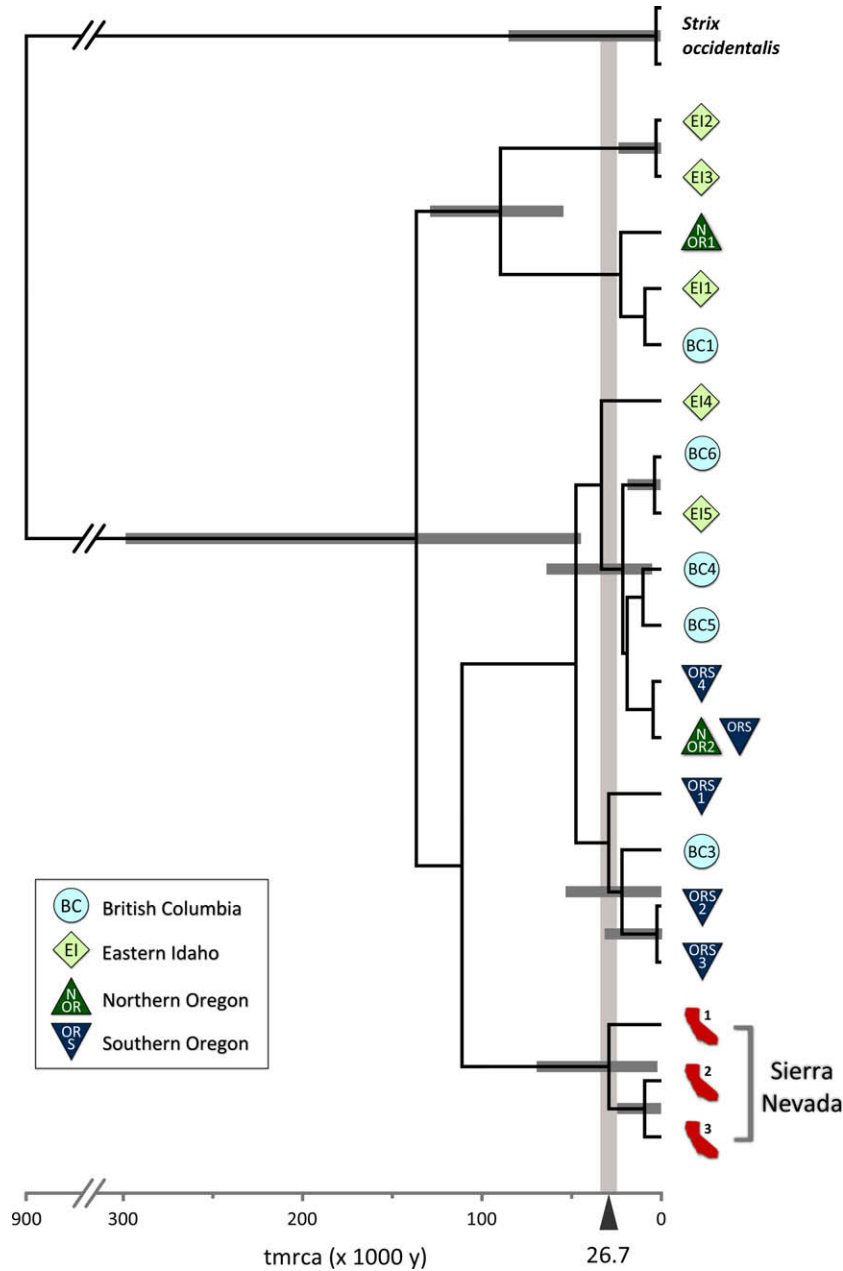 Strix
occidentalis
EI2
EI3
N
OR1
EI1
BC1
EI4
BC6
EI5
BC4
BC5
ORS
4
N
OR2
ORS
ORS
1
BC3
ORS
2
ORS
3
1
2
3
Sierra
Nevada
BC British Columbia
EI Eastern Idaho
N
OR
Northern Oregon
OR
S
Southern Oregon
900 300 200 100 0
tmrca (x 1000 y) 26.7